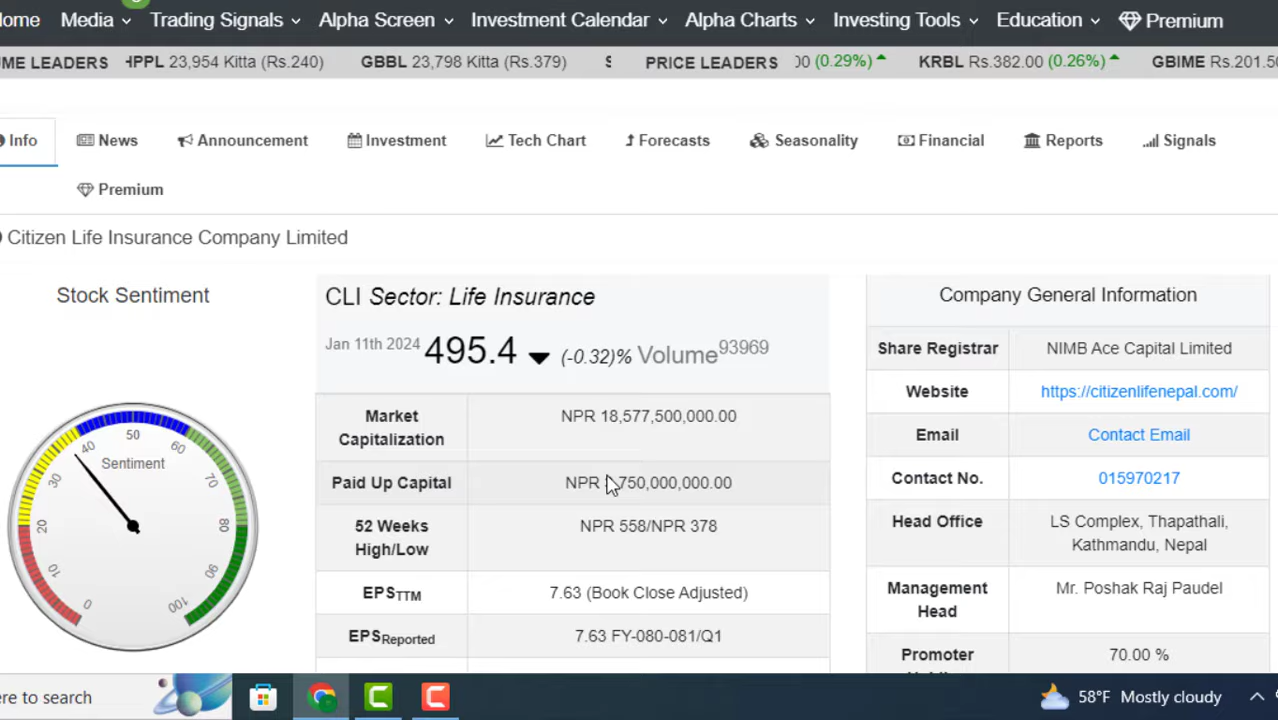 ome Media Trading Signals Alpha Screen Investment Calendar Alpha Charts Investing Tools Education Premium
ME LEADERS HPPL 23,954 Kitta (Rs.240) GBBL 23,798 Kitta (Rs.379) S PRICE LEADERS 00 (0.29%) KRBL Rs.382.00 (0.26%) GBIME Rs.201.50
Info News Announcement Investment Tech Chart Forecasts Seasonality Financial Reports Signals
Premium
Citizen Life Insurance Company Limited
Stock Sentiment
0 10 20 30 40 50 60 70 80 90 100
Sentiment
CLI Sector: Life Insurance
Jan 11th 2024 495.4 (-0.32)% Volume 93969
Market Capitalization NPR 18,577,500,000.00
Paid Up Capital NPR ,750,000,000.00
52 Weeks High/Low NPR 558/NPR 378
EPSTTM 7.63 (Book Close Adjusted)
EPSReported 7.63 FY-080-081/Q1
Company General Information
Share Registrar NIMB Ace Capital Limited
Website https://citizenlifenepal.com/
Email Contact Email
Contact No. 015970217
Head Office LS Complex, Thapathali, Kathmandu, Nepal
Management Head Mr. Poshak Raj Paudel
Promoter 70.00 %
ere to search
58°F Mostly cloudy